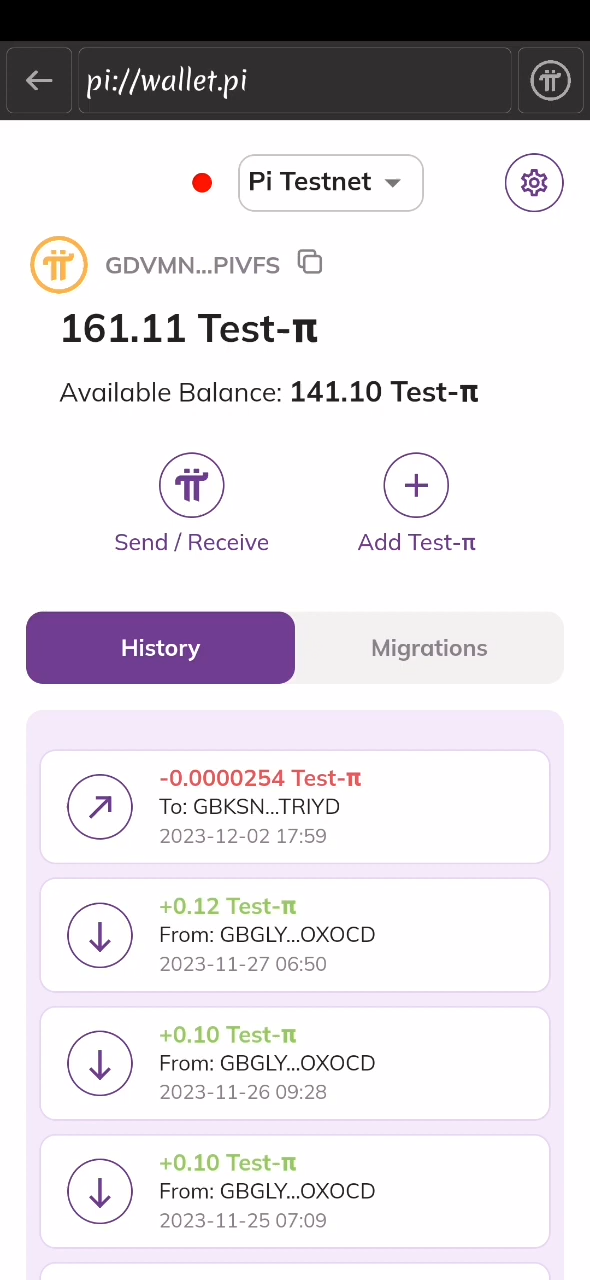 pi://wallet.pi
Pi Testnet
GDVMN...PIVFS
161.11 Test-π
Available Balance: 141.10 Test-π
Send / Receive
Add Test-π
History
Migrations
-0.0000254 Test-π
To: GBKSN...TRIYD
2023-12-02 17:59
+0.12 Test-π
From: GBGLY...OXOCD
2023-11-27 06:50
+0.10 Test-π
From: GBGLY...OXOCD
2023-11-26 09:28
+0.10 Test-π
From: GBGLY...OXOCD
2023-11-25 07:09